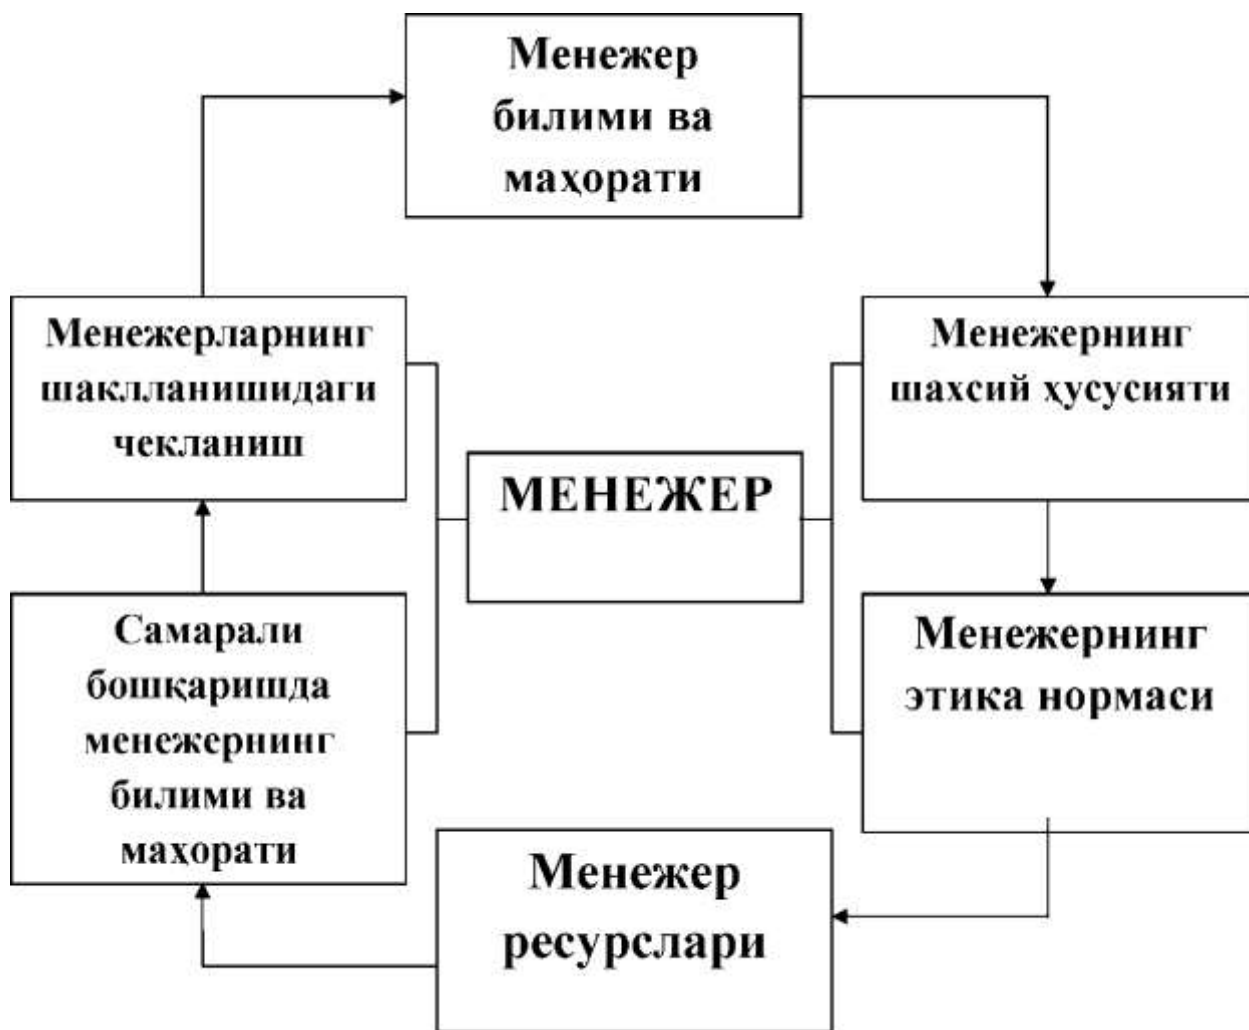 Менежер
билими ва
маҳорати
Менежерларнинг
шаклланишидаги
чекланиш
Менежернинг
шахсий ҳусусияти
МЕНЕЖЕР
Самарали
бошқаришда
менежернинг
билими ва
маҳорати
Менежернинг
этика нормаси
Менежер
ресурслари